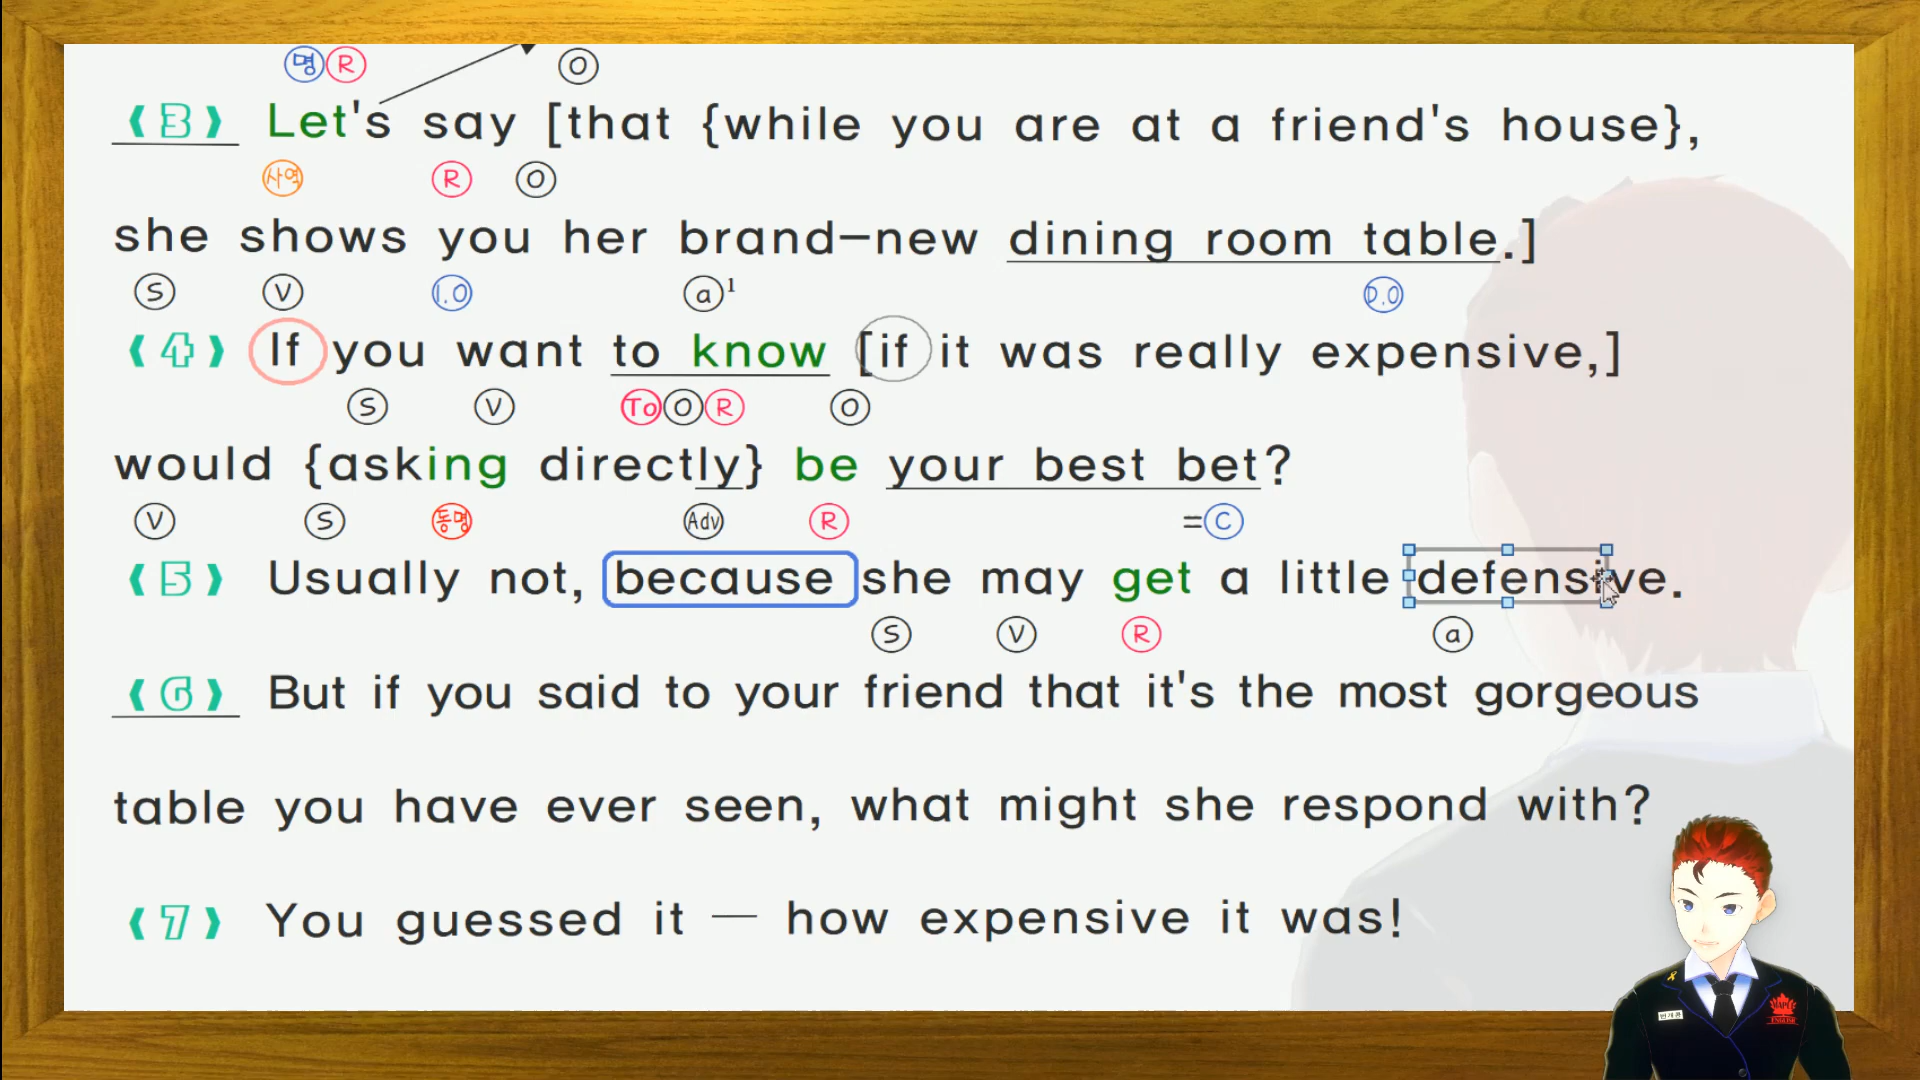 명 R O
(3) Let's say [that {while you are at a friend's house},
사역 R O
she shows you her brand-new dining room table.]
S V I.O a¹ D.O
(4) If you want to know [if it was really expensive,]
S V To O R O
would {asking directly} be your best bet?
V S 동명 Adv R =C
(5) Usually not, because she may get a little defensive.
S V R a
(6) But if you said to your friend that it's the most gorgeous
table you have ever seen, what might she respond with?
(7) You guessed it — how expensive it was!